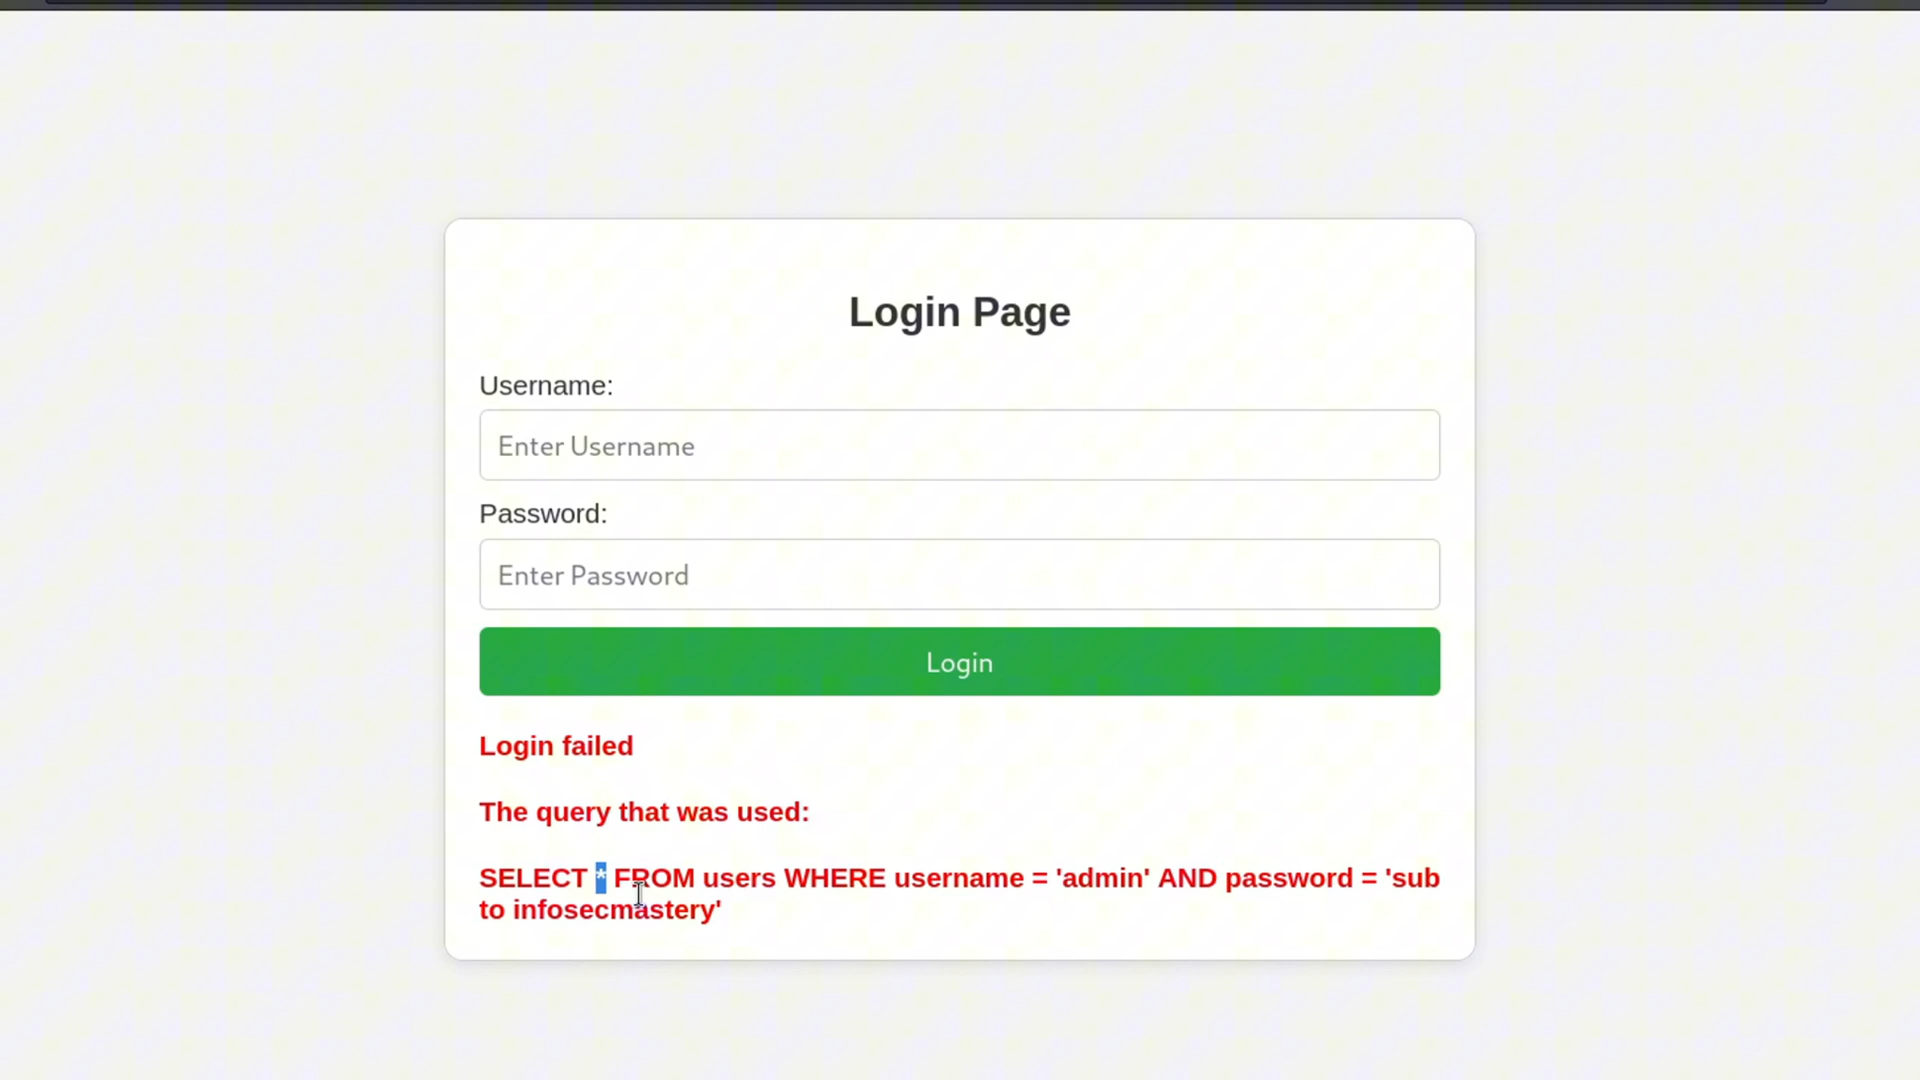 Login Page
Username:
Enter Username
Password:
Enter Password
Login
Login failed
The query that was used:
SELECT * FROM users WHERE username = 'admin' AND password = 'sub
to infosecmastery'